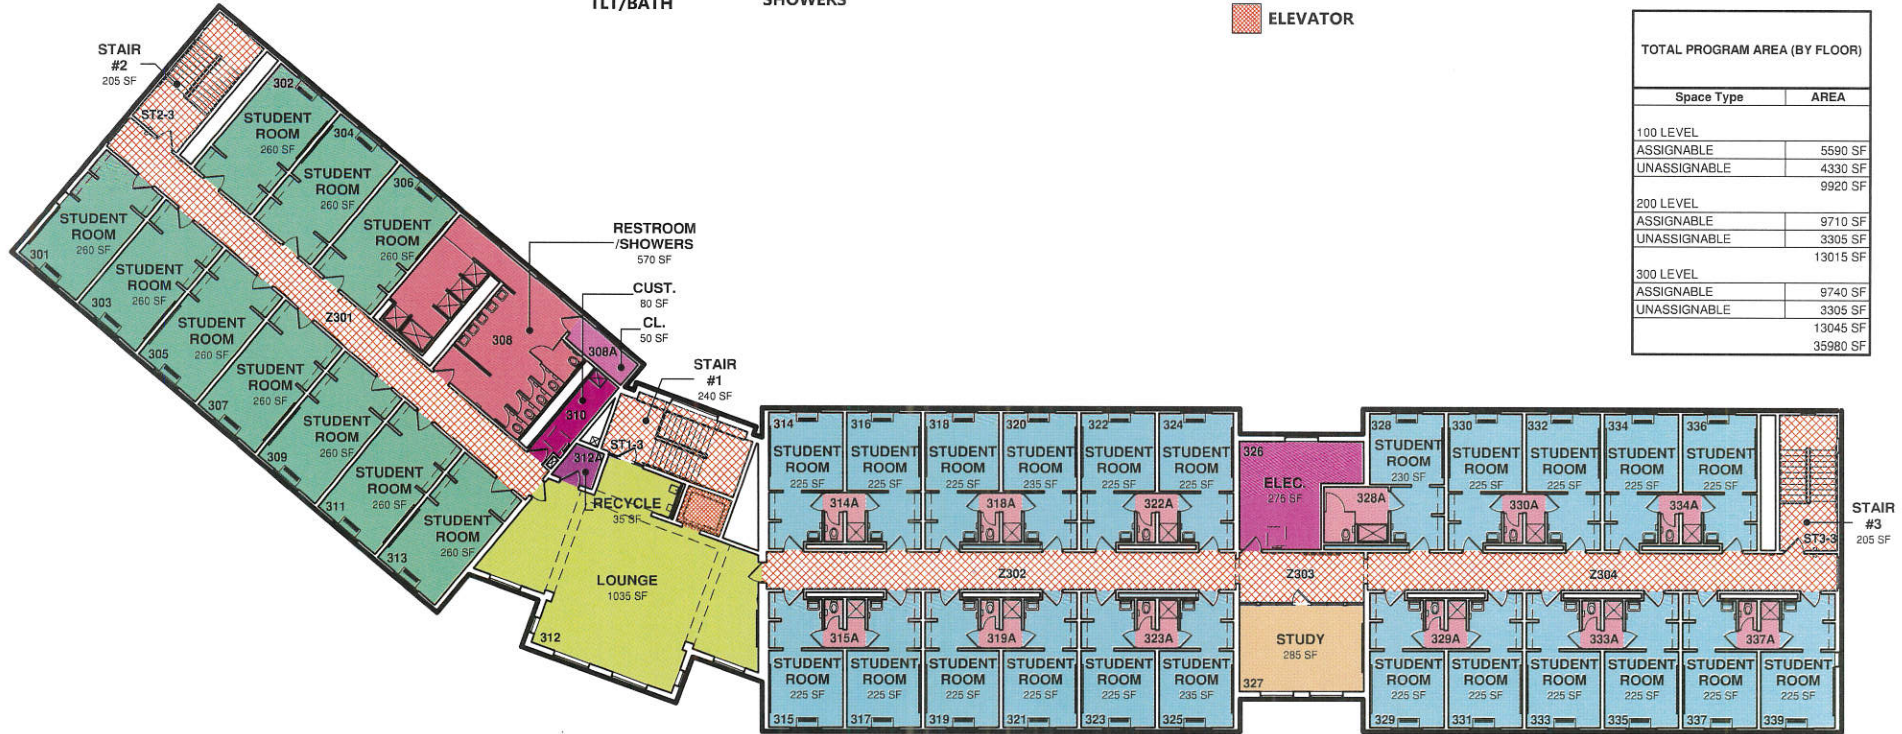 TLT/BATH
SHOWERS
ELEVATOR
TOTAL PROGRAM AREA (BY FLOOR)
Space Type AREA
100 LEVEL
ASSIGNABLE 5590 SF
UNASSIGNABLE 4330 SF
9920 SF
200 LEVEL
ASSIGNABLE 9710 SF
UNASSIGNABLE 3305 SF
13015 SF
300 LEVEL
ASSIGNABLE 9740 SF
UNASSIGNABLE 3305 SF
13045 SF
35980 SF
STAIR
#2
205 SF
ST2-3
302
STUDENT
ROOM
260 SF
304
STUDENT
ROOM
260 SF
306
STUDENT
ROOM
260 SF
STUDENT
ROOM
260 SF
301
STUDENT
ROOM
260 SF
303
STUDENT
ROOM
260 SF
305
STUDENT
ROOM
260 SF
307
STUDENT
ROOM
260 SF
309
STUDENT
ROOM
260 SF
311
STUDENT
ROOM
260 SF
313
Z301
RESTROOM
/SHOWERS
570 SF
308
CUST.
80 SF
CL.
50 SF
308A
310
STAIR
#1
240 SF
ST1-3
312A
RECYCLE
35 SF
LOUNGE
1035 SF
312
314
STUDENT
ROOM
225 SF
316
STUDENT
ROOM
225 SF
314A
318
STUDENT
ROOM
225 SF
320
STUDENT
ROOM
235 SF
318A
322
STUDENT
ROOM
225 SF
324
STUDENT
ROOM
225 SF
322A
326
ELEC.
275 SF
328
STUDENT
ROOM
230 SF
328A
330
STUDENT
ROOM
225 SF
332
STUDENT
ROOM
225 SF
330A
334
STUDENT
ROOM
225 SF
336
STUDENT
ROOM
225 SF
334A
STAIR
#3
205 SF
ST3-3
Z302
Z303
Z304
315A
STUDENT
ROOM
225 SF
315
STUDENT
ROOM
225 SF
317
319A
STUDENT
ROOM
225 SF
319
STUDENT
ROOM
225 SF
321
323A
STUDENT
ROOM
225 SF
323
STUDENT
ROOM
235 SF
325
STUDY
285 SF
327
329A
STUDENT
ROOM
225 SF
329
STUDENT
ROOM
225 SF
331
333A
STUDENT
ROOM
225 SF
333
STUDENT
ROOM
225 SF
335
337A
STUDENT
ROOM
225 SF
337
STUDENT
ROOM
225 SF
339